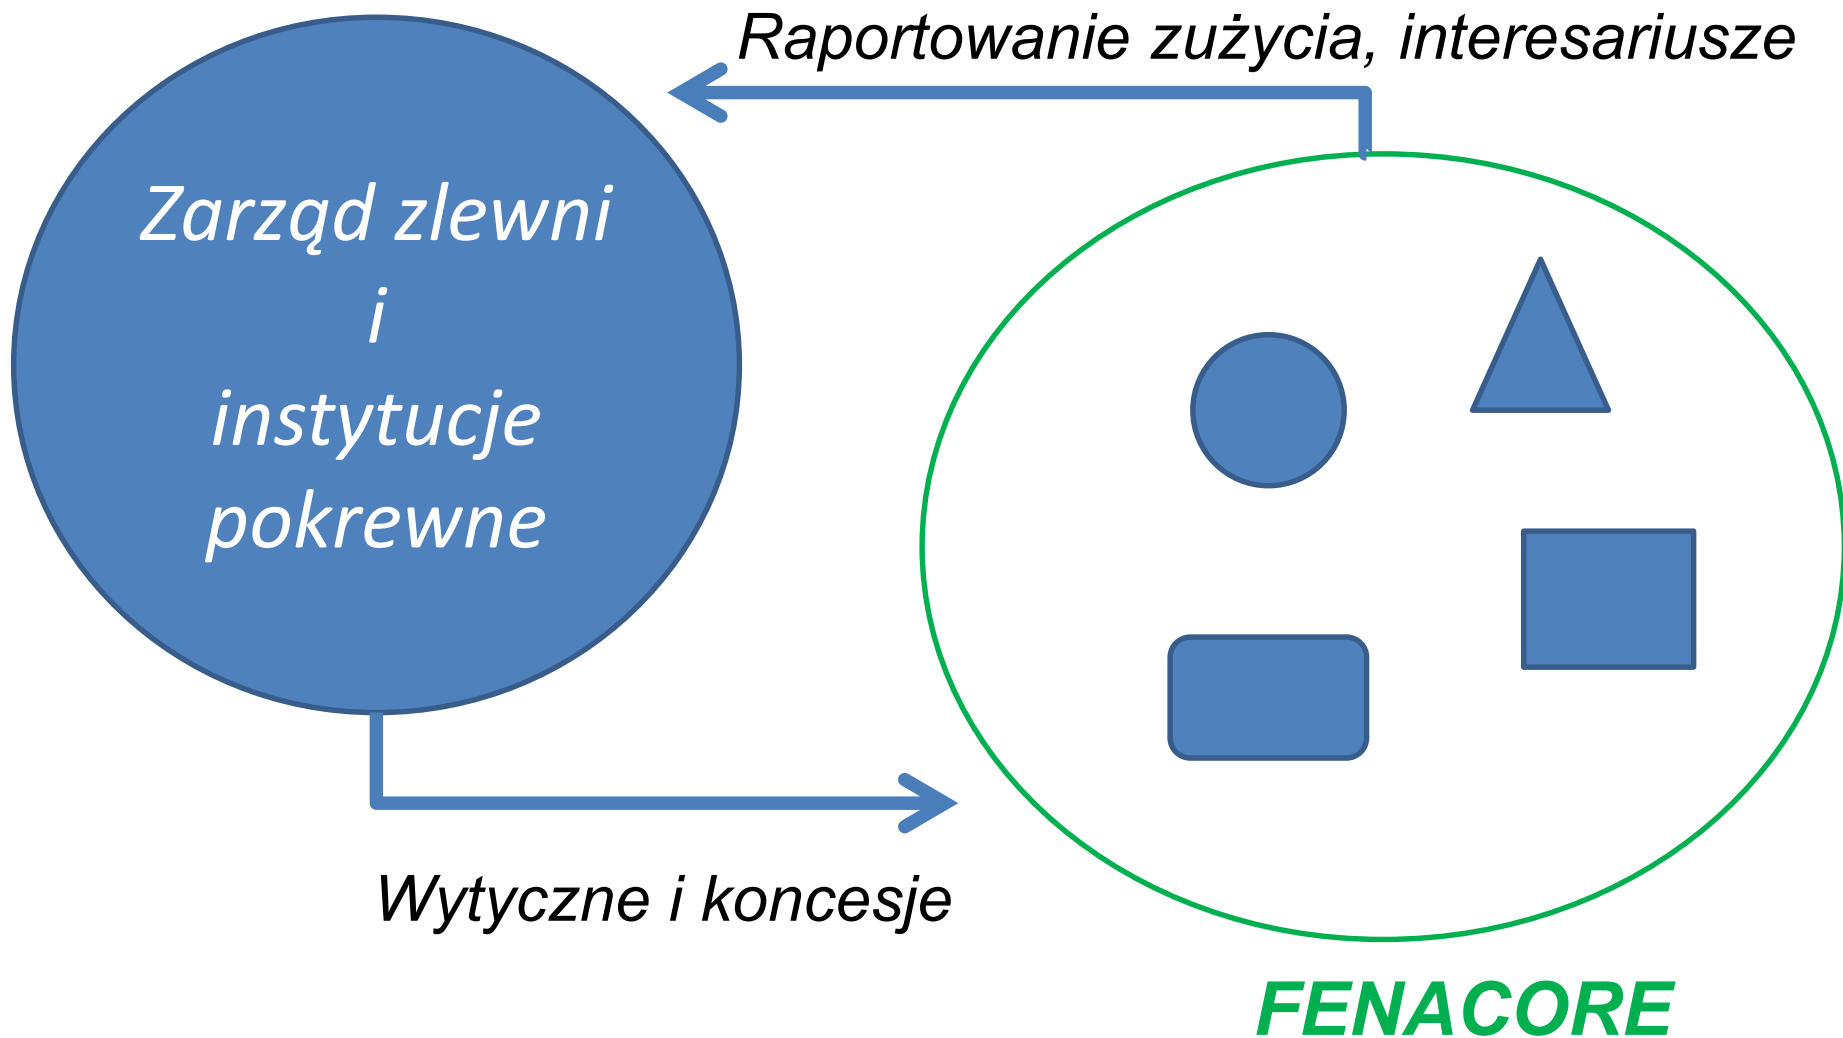 Raportowanie zużycia, interesariusze
Zarząd zlewni
i
instytucje
pokrewne
Wytyczne i koncesje
FENACORE